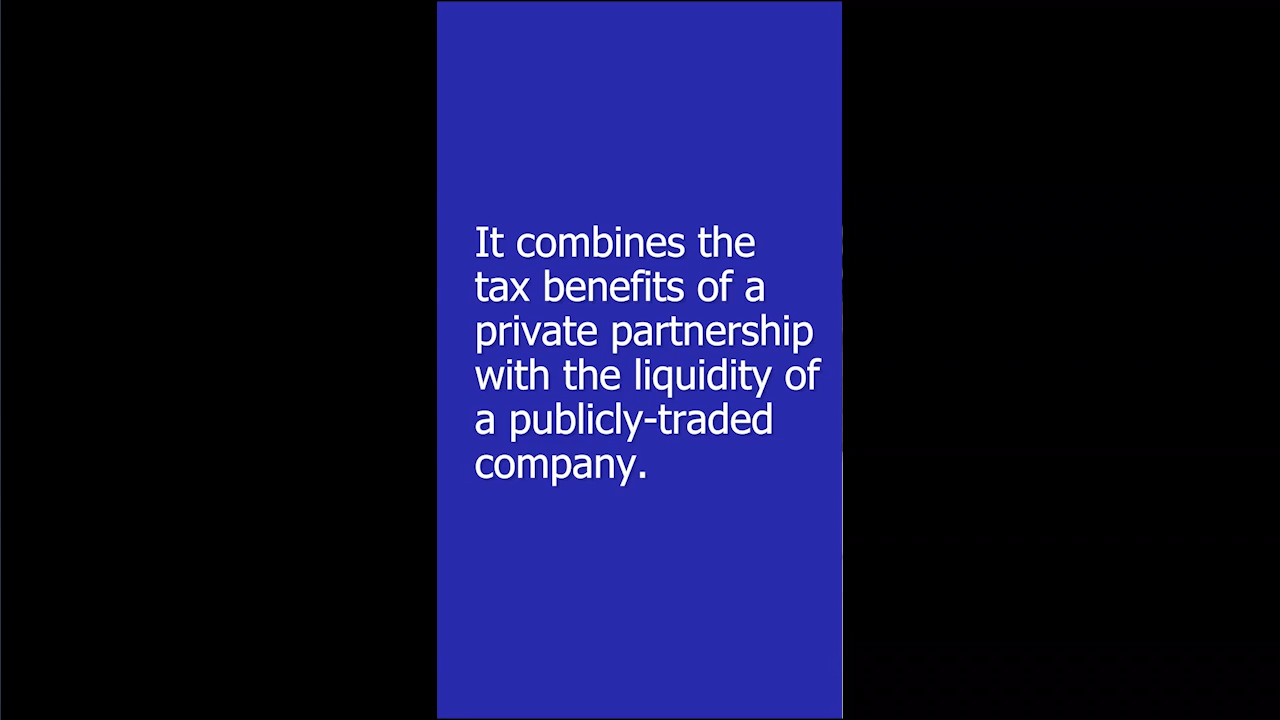 It combines the
tax benefits of a
private partnership
with the liquidity of
a publicly-traded
company.